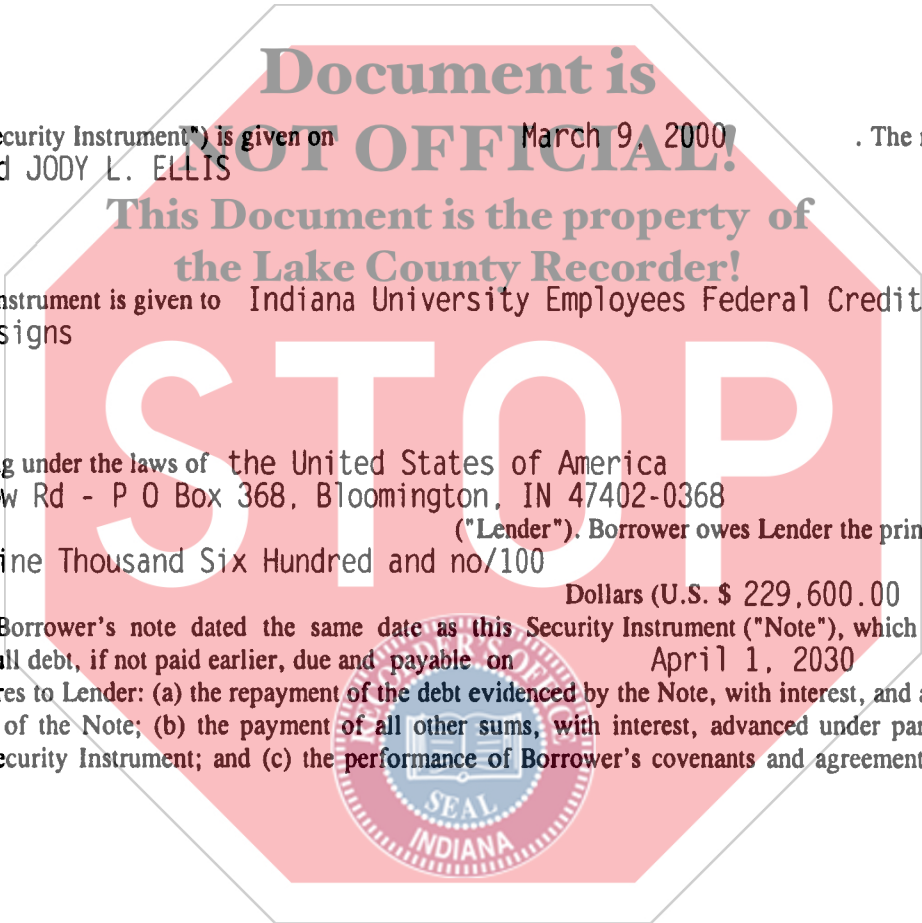 Document is
ecurity Instrument") is given on March 9, 2000 . The
NOT OFFICIAL!
d JODY L. ELLIS
This Document is the property of
the Lake County Recorder!
nstrument is given to Indiana University Employees Federal Credit
signs
STOP
g under the laws of the United States of America
w Rd - P O Box 368, Bloomington, IN 47402-0368
("Lender"). Borrower owes Lender the prin
ine Thousand Six Hundred and no/100
Dollars (U.S. $ 229,600.00
Borrower's note dated the same date as this Security Instrument ("Note"), which
ull debt, if not paid earlier, due and payable on April 1, 2030
res to Lender: (a) the repayment of the debt evidenced by the Note, with interest, and a
of the Note; (b) the payment of all other sums, with interest, advanced under par
ecurity Instrument; and (c) the performance of Borrower's covenants and agreement
RECORDER'S OFFICE
SEAL
INDIANA